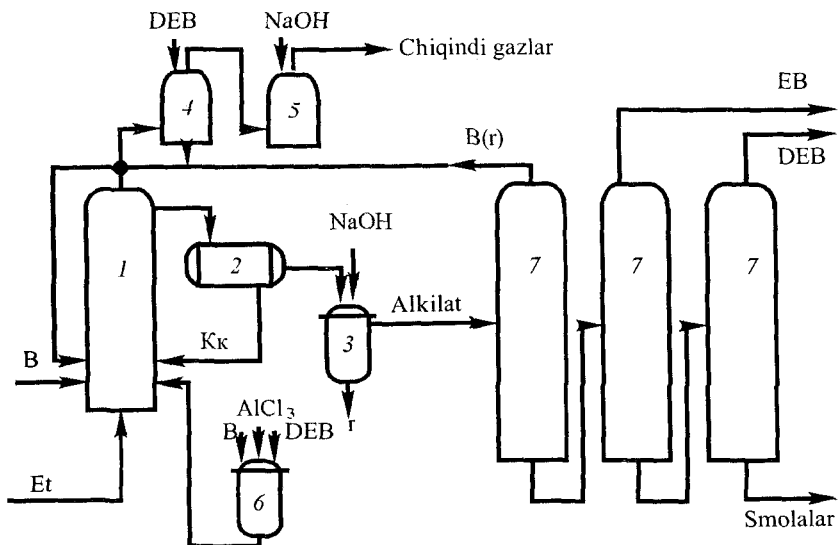 DEB
NaOH
Chiqindi gazlar
4
5
EB
DEB
B(r)
NaOH
1
2
7
7
7
Alkilat
3
Кк
B
AlCl₃
B
DEB
r
Et
6
Smolalar